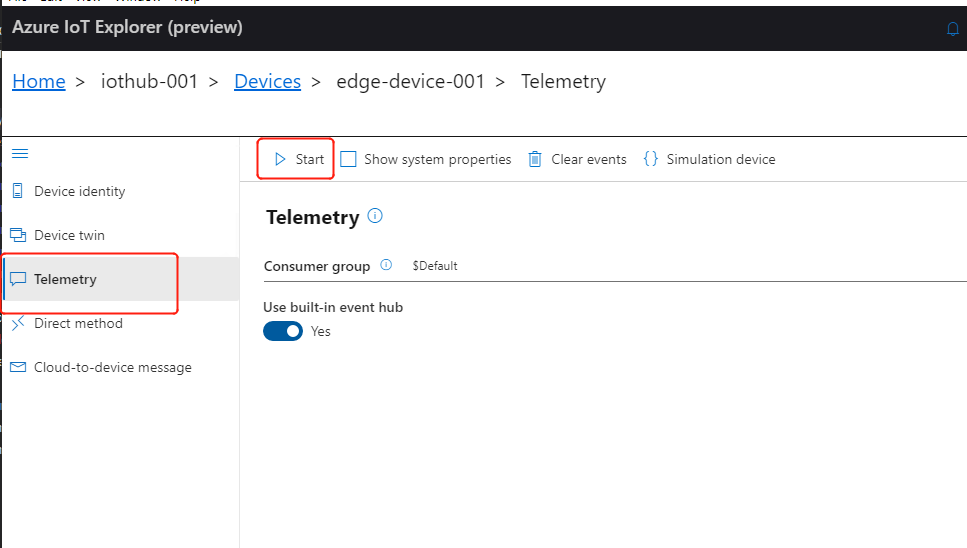 Azure IoT Explorer (preview)
Home > iothub-001 > Devices > edge-device-001 > Telemetry
Start Show system properties Clear events {} Simulation device
Device identity
Device twin
Telemetry
Direct method
Cloud-to-device message
Telemetry
Consumer group $Default
Use built-in event hub
Yes